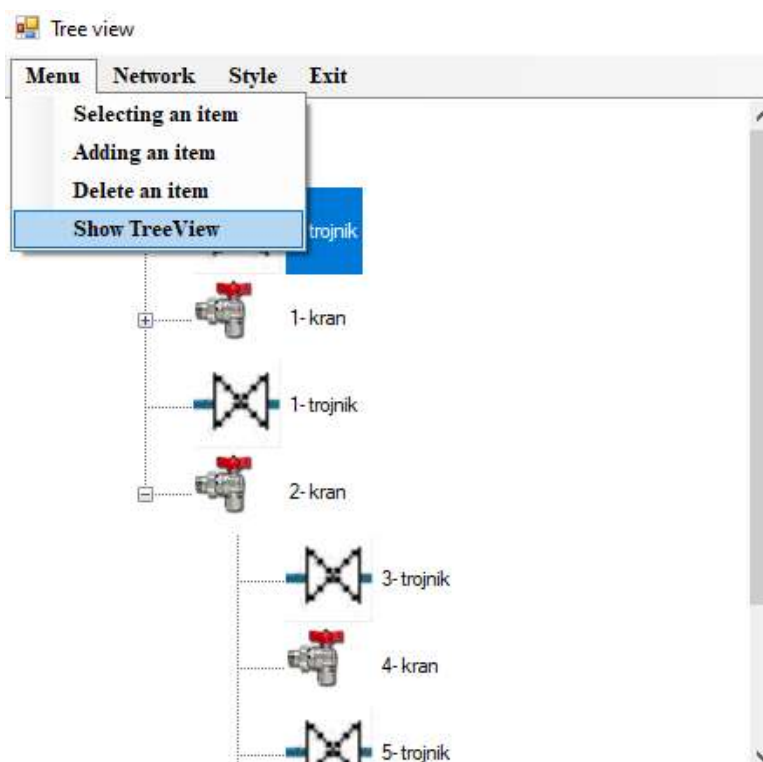 Tree view
Menu Network Style Exit
Selecting an item
Adding an item
Delete an item
Show TreeView
trojnik
1- kran
1- trojnik
2- kran
3- trojnik
4- kran
5- trojnik